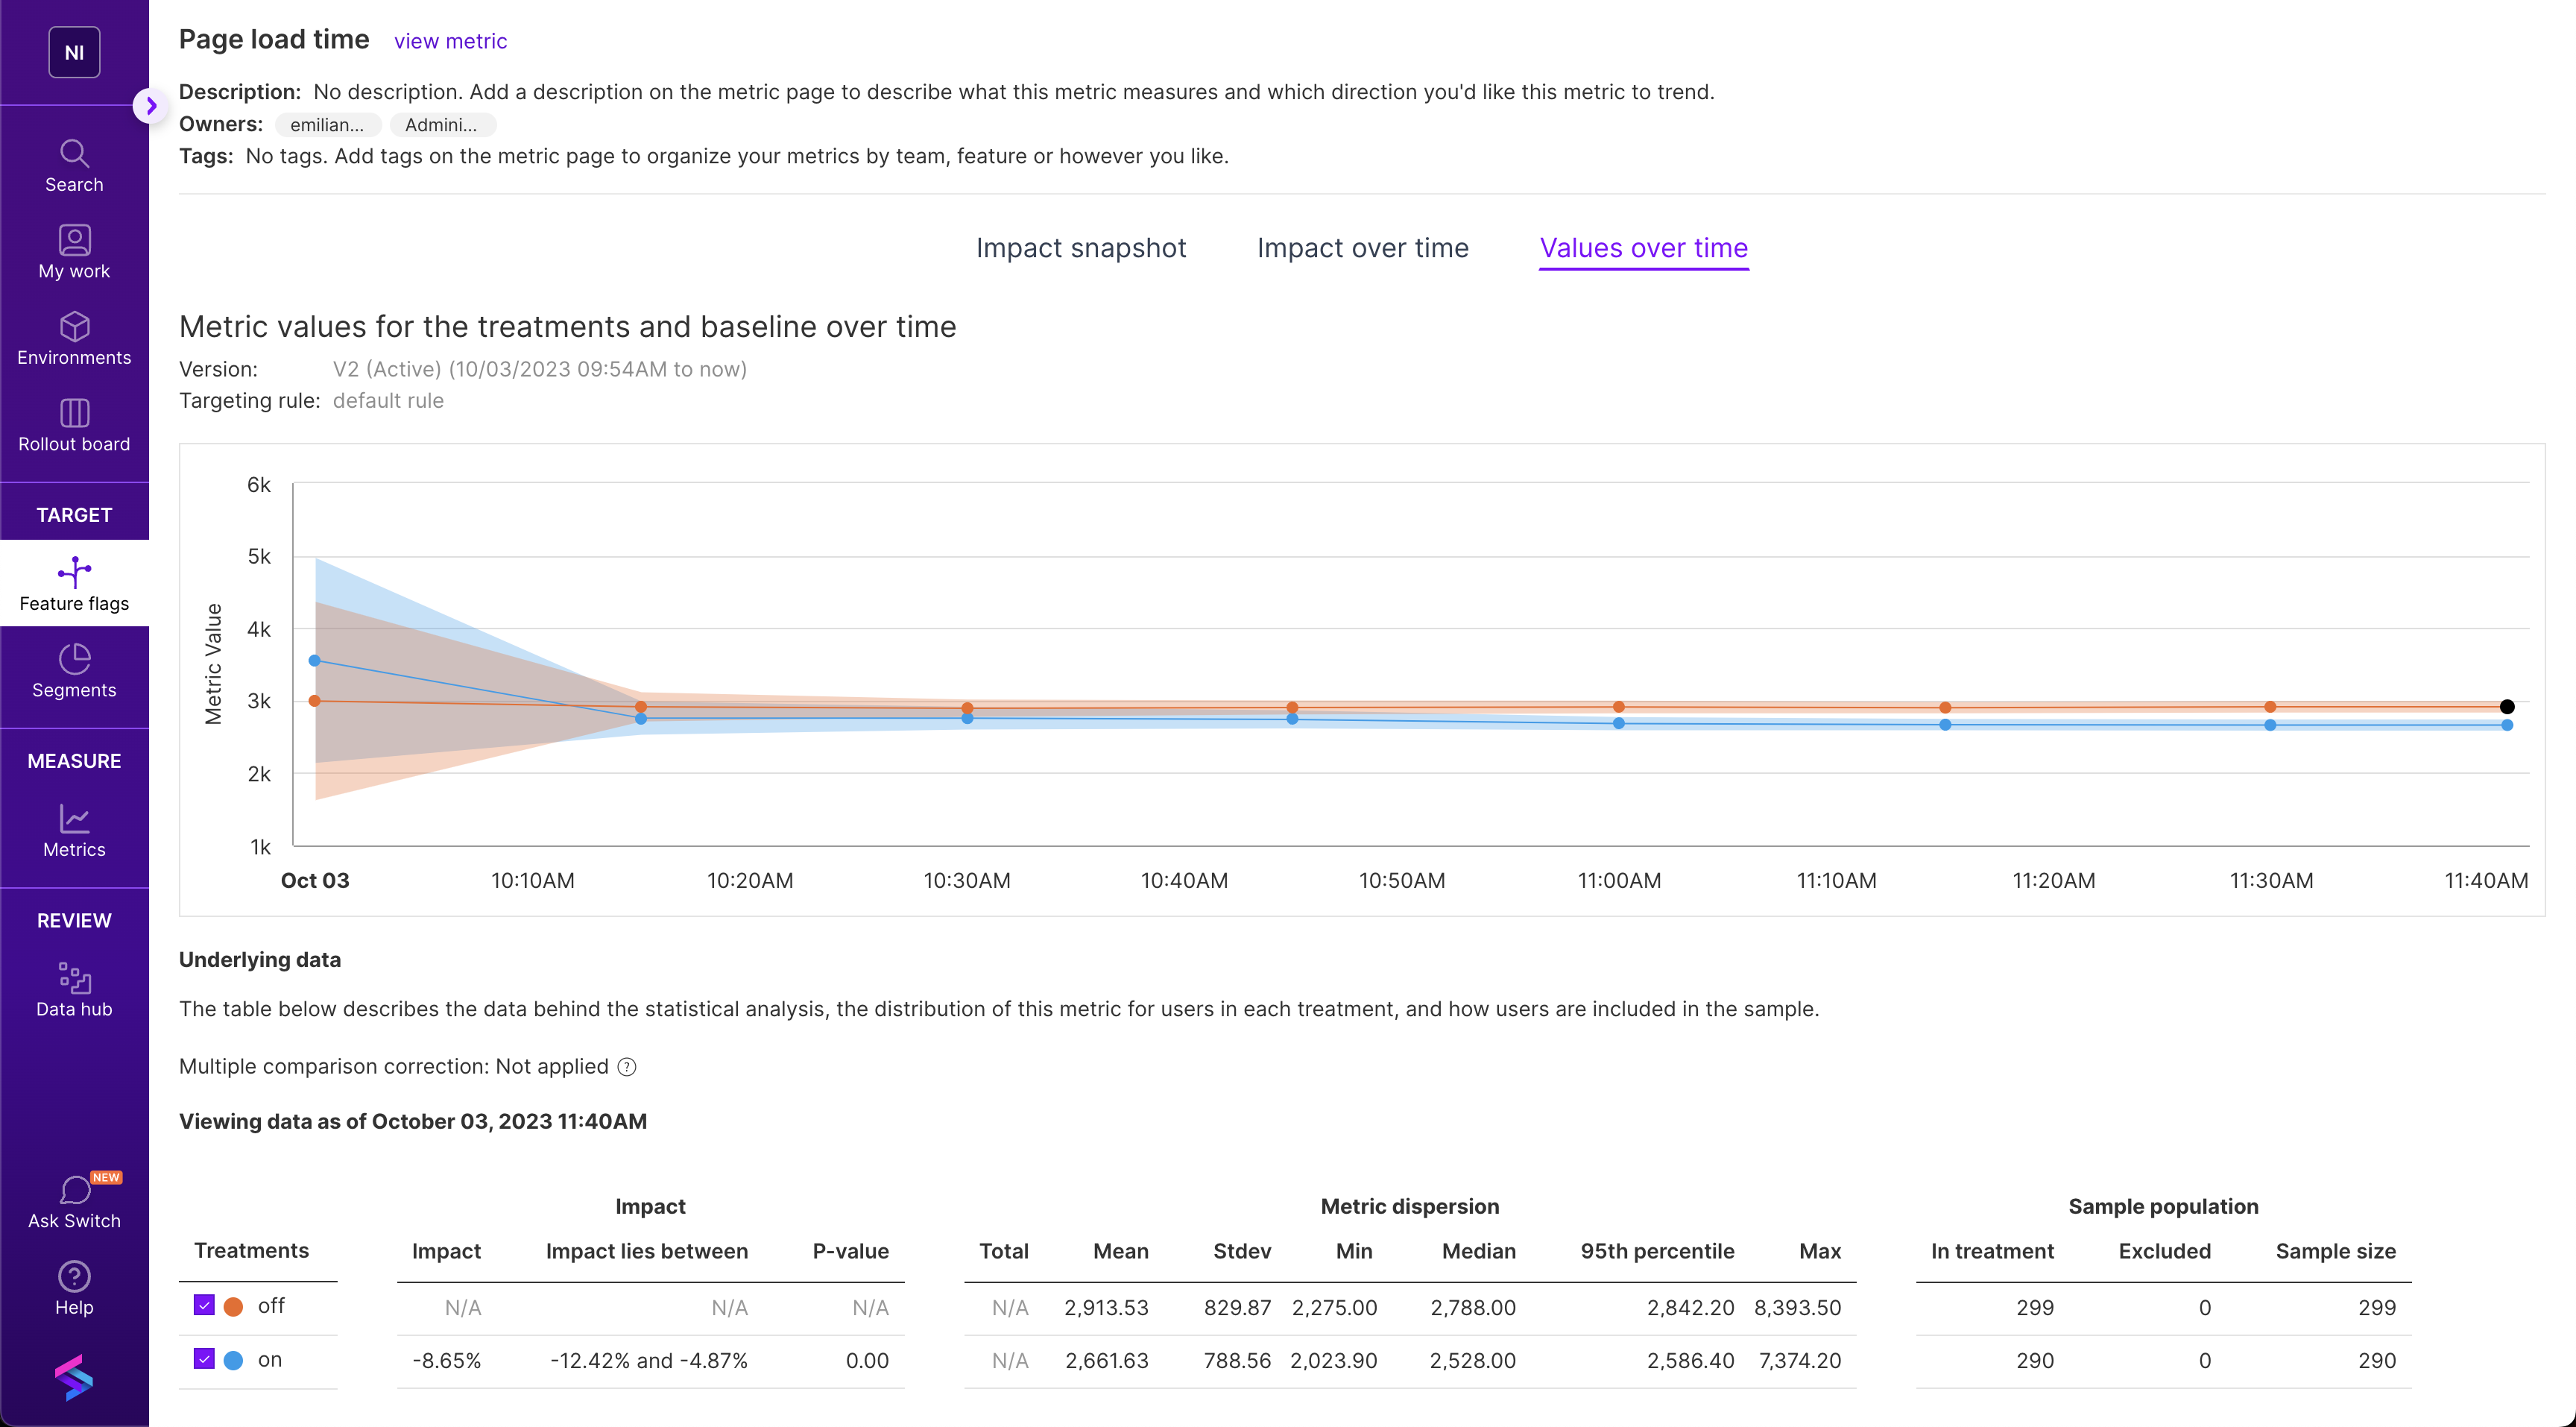 NI
Search
My work
Environments
Rollout board
TARGET
Feature flags
Segments
MEASURE
Metrics
REVIEW
Data hub
NEW
Ask Switch
Help
Page load time view metric
Description: No description. Add a description on the metric page to describe what this metric measures and which direction you'd like this metric to trend.
Owners: emilian... Admini...
Tags: No tags. Add tags on the metric page to organize your metrics by team, feature or however you like.
Impact snapshot Impact over time Values over time
Metric values for the treatments and baseline over time
Version: V2 (Active) (10/03/2023 09:54AM to now)
Targeting rule: default rule
Metric Value
6k
5k
4k
3k
2k
1k
Oct 03 10:10AM 10:20AM 10:30AM 10:40AM 10:50AM 11:00AM 11:10AM 11:20AM 11:30AM 11:40AM
Underlying data
The table below describes the data behind the statistical analysis, the distribution of this metric for users in each treatment, and how users are included in the sample.
Multiple comparison correction: Not applied ?
Viewing data as of October 03, 2023 11:40AM
Impact Metric dispersion Sample population
Treatments Impact Impact lies between P-value Total Mean Stdev Min Median 95th percentile Max In treatment Excluded Sample size
off N/A N/A N/A N/A 2,913.53 829.87 2,275.00 2,788.00 2,842.20 8,393.50 299 0 299
on -8.65% -12.42% and -4.87% 0.00 N/A 2,661.63 788.56 2,023.90 2,528.00 2,586.40 7,374.20 290 0 290